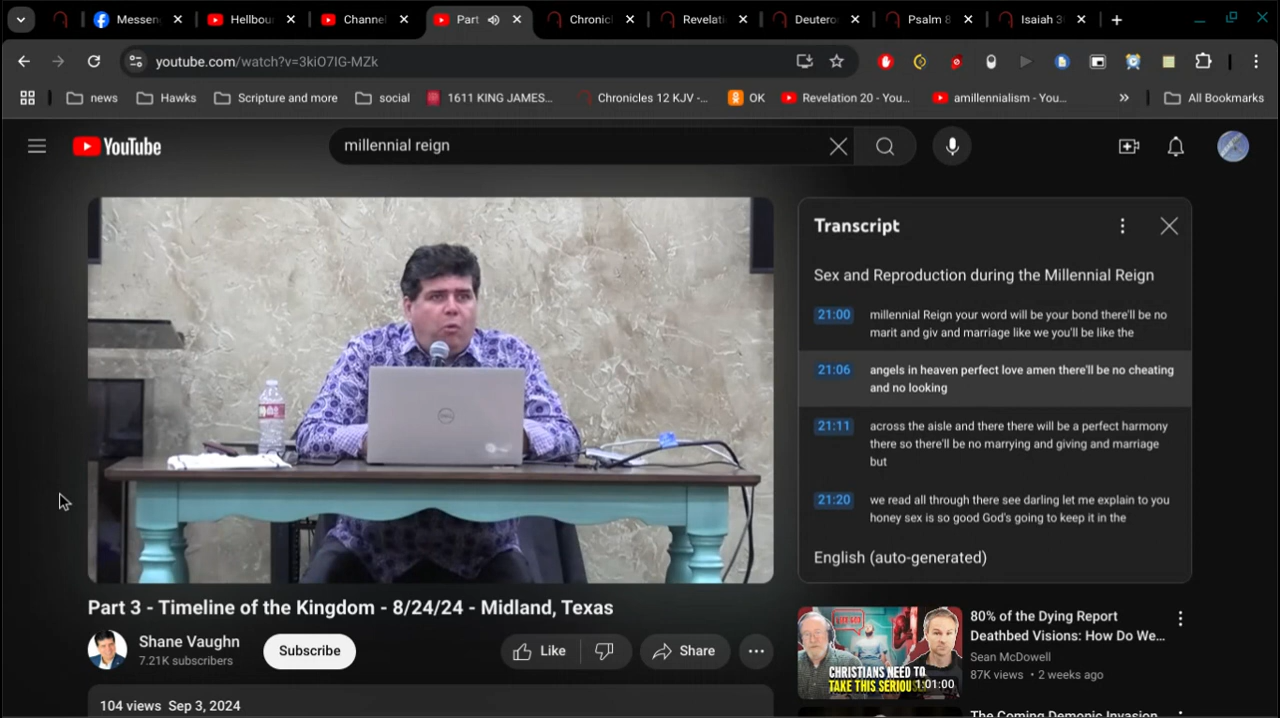 Messen
Hellbou
Channel
Part
Chronic
Revelati
Deutero
Psalm 8
Isaiah 3
youtube.com/watch?v=3kiO7IG-MZk
news
Hawks
Scripture and more
social
1611 KING JAMES...
Chronicles 12 KJV -...
OK
Revelation 20 - You...
amillennialism - You...
»
All Bookmarks
YouTube
millennial reign
Transcript
Sex and Reproduction during the Millennial Reign
21:00
millennial Reign your word will be your bond there'll be no
marit and giv and marriage like we you'll be like the
21:06
angels in heaven perfect love amen there'll be no cheating
and no looking
21:11
across the aisle and there there will be a perfect harmony
there so there'll be no marrying and giving and marriage
but
21:20
we read all through there see darling let me explain to you
honey sex is so good God's going to keep it in the
English (auto-generated)
Part 3 - Timeline of the Kingdom - 8/24/24 - Midland, Texas
Shane Vaughn
7.21K subscribers
Subscribe
Like
Share
104 views Sep 3, 2024
CHRISTIANS NEED TO
TAKE THIS SERIOUS
1:01:00
80% of the Dying Report
Deathbed Visions: How Do We...
Sean McDowell
87K views • 2 weeks ago
The Coming Demonic Invasion